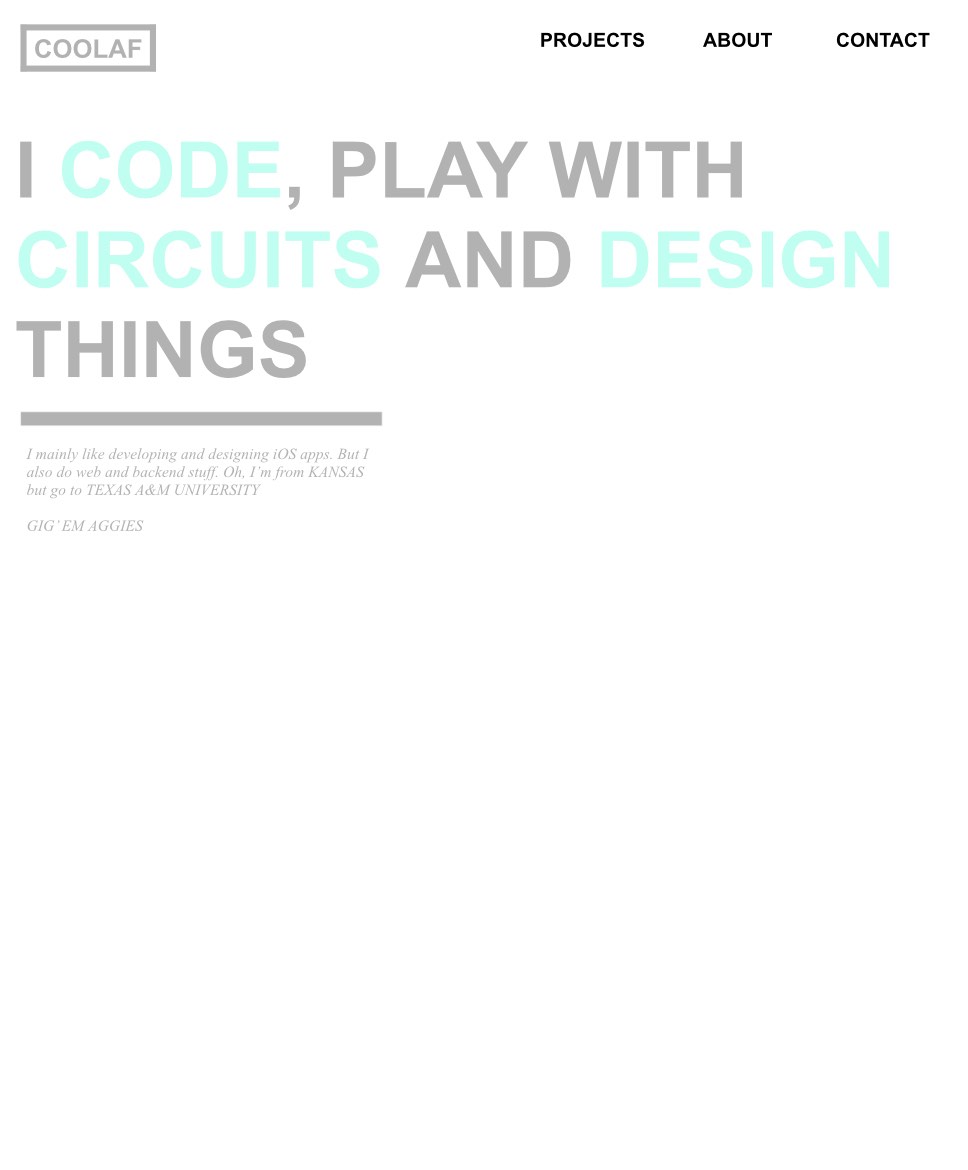 COOLAF
PROJECTS
ABOUT
CONTACT
I CODE, PLAY WITH
CIRCUITS AND DESIGN
THINGS
I mainly like developing and designing iOS apps. But I
also do web and backend stuff. Oh, I'm from KANSAS
but go to TEXAS A&M UNIVERSITY
GIG' EM AGGIES